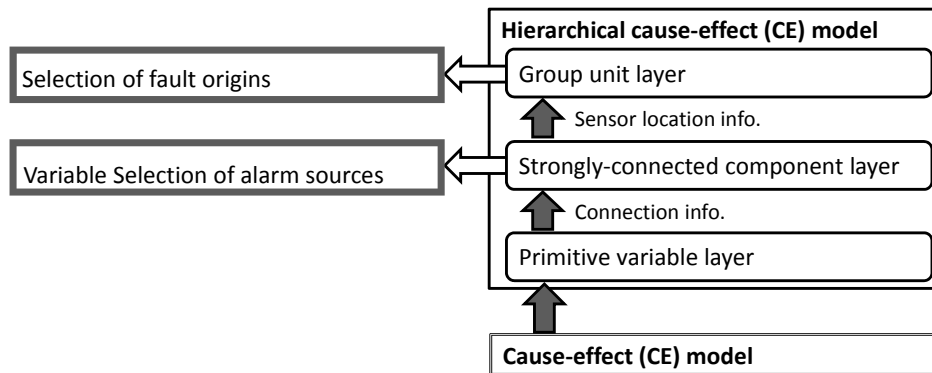 Hierarchical cause-effect (CE) model
Selection of fault origins
Group unit layer
Sensor location info.
Variable Selection of alarm sources
Strongly-connected component layer
Connection info.
Primitive variable layer
Cause-effect (CE) model